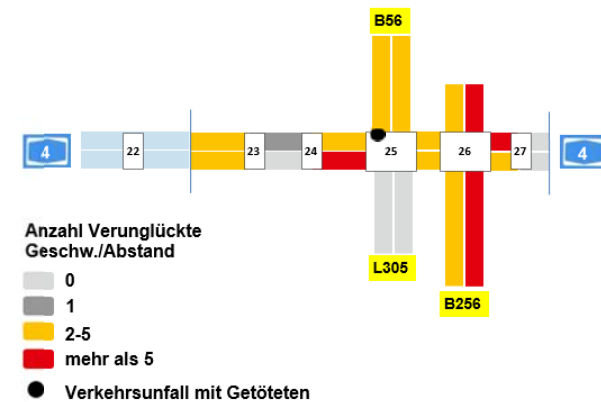 B56
4
22
23
24
25
26
27
4
L305
B256
Anzahl Verunglückte
Geschw./Abstand
0
1
2-5
mehr als 5
Verkehrsunfall mit Getöteten